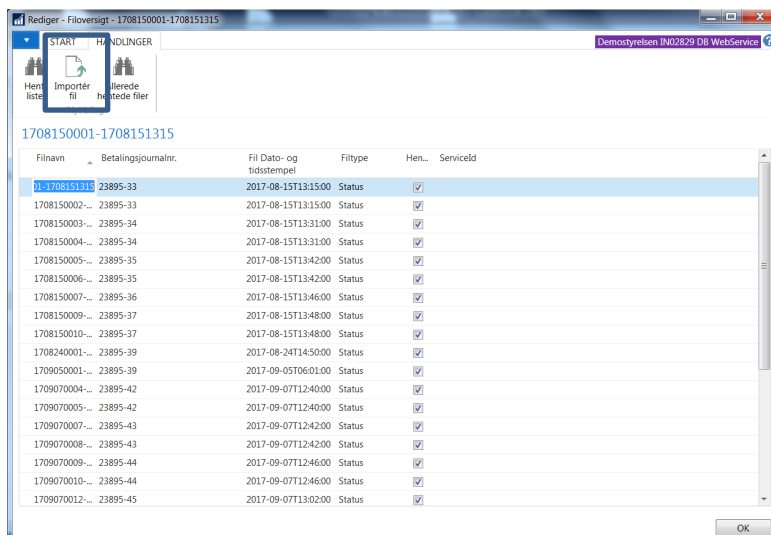 Rediger - Filoversigt - 1708150001-1708151315
START HANDLINGER Demostyrelsen IN02829 DB WebService
Hent Importér Allerede
liste fil hentede filer
1708150001-1708151315
Filnavn Betalingsjournalnr. Fil Dato- og tidsstempel Filtype Hen... ServiceId
01-1708151315 23895-33 2017-08-15T13:15:00 Status
1708150002-... 23895-33 2017-08-15T13:15:00 Status
1708150003-... 23895-34 2017-08-15T13:31:00 Status
1708150004-... 23895-34 2017-08-15T13:31:00 Status
1708150005-... 23895-35 2017-08-15T13:42:00 Status
1708150006-... 23895-35 2017-08-15T13:42:00 Status
1708150007-... 23895-36 2017-08-15T13:46:00 Status
1708150009-... 23895-37 2017-08-15T13:48:00 Status
1708150010-... 23895-37 2017-08-15T13:48:00 Status
1708240001-... 23895-39 2017-08-24T14:50:00 Status
1709050001-... 23895-39 2017-09-05T06:01:00 Status
1709070004-... 23895-42 2017-09-07T12:40:00 Status
1709070005-... 23895-42 2017-09-07T12:40:00 Status
1709070007-... 23895-43 2017-09-07T12:42:00 Status
1709070008-... 23895-43 2017-09-07T12:42:00 Status
1709070009-... 23895-44 2017-09-07T12:46:00 Status
1709070010-... 23895-44 2017-09-07T12:46:00 Status
1709070012-... 23895-45 2017-09-07T13:02:00 Status
OK